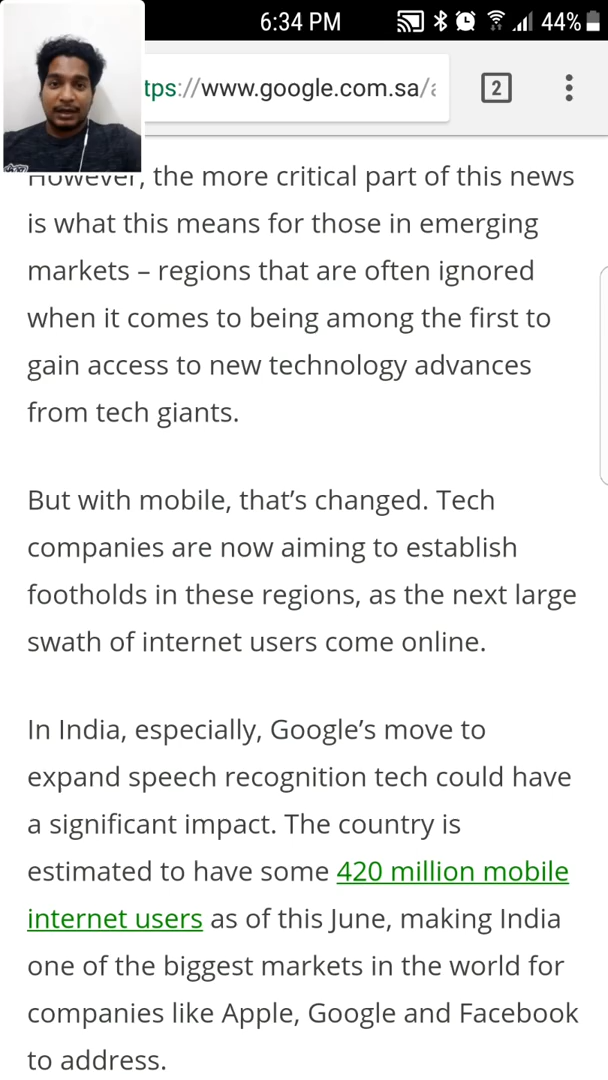 6:34 PM
44%
tps://www.google.com.sa/a
2
However, the more critical part of this news
is what this means for those in emerging
markets – regions that are often ignored
when it comes to being among the first to
gain access to new technology advances
from tech giants.
But with mobile, that’s changed. Tech
companies are now aiming to establish
footholds in these regions, as the next large
swath of internet users come online.
In India, especially, Google’s move to
expand speech recognition tech could have
a significant impact. The country is
estimated to have some 420 million mobile
internet users as of this June, making India
one of the biggest markets in the world for
companies like Apple, Google and Facebook
to address.